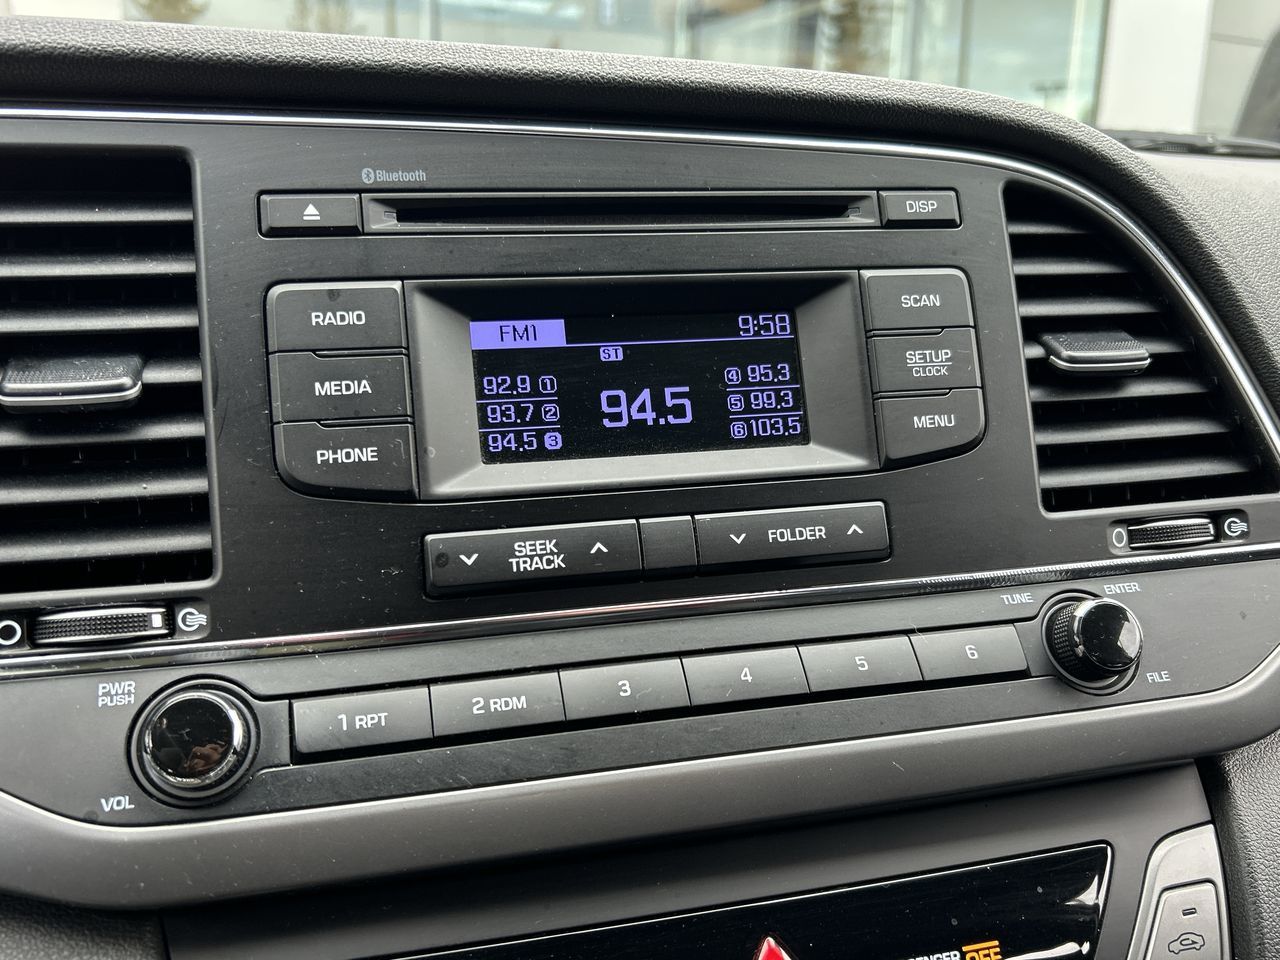 Bluetooth
DISP
RADIO
MEDIA
PHONE
FM1
9:58
ST
92.9 1
93.7 2
94.5 3
94.5
4 95.3
5 99.3
6 103.5
SCAN
SETUP
CLOCK
MENU
SEEK
TRACK
FOLDER
TUNE
ENTER
FILE
PWR
PUSH
VOL
1 RPT
2 RDM
3
4
5
6
OFF